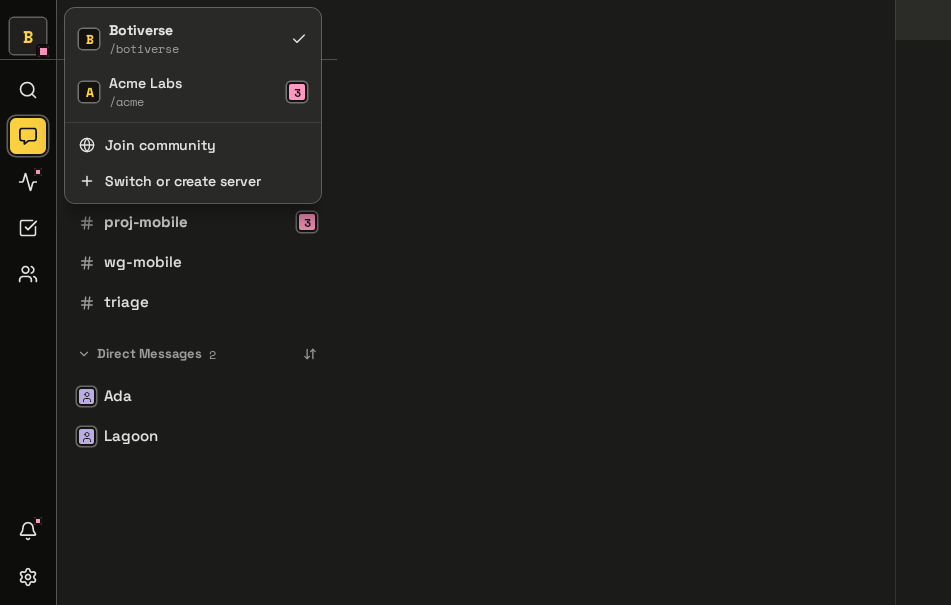 B
Botiverse
/botiverse
B
Acme Labs
/acme
A
3
Join community
Switch or create server
# proj-mobile
3
# wg-mobile
# triage
Direct Messages 2
Ada
Lagoon